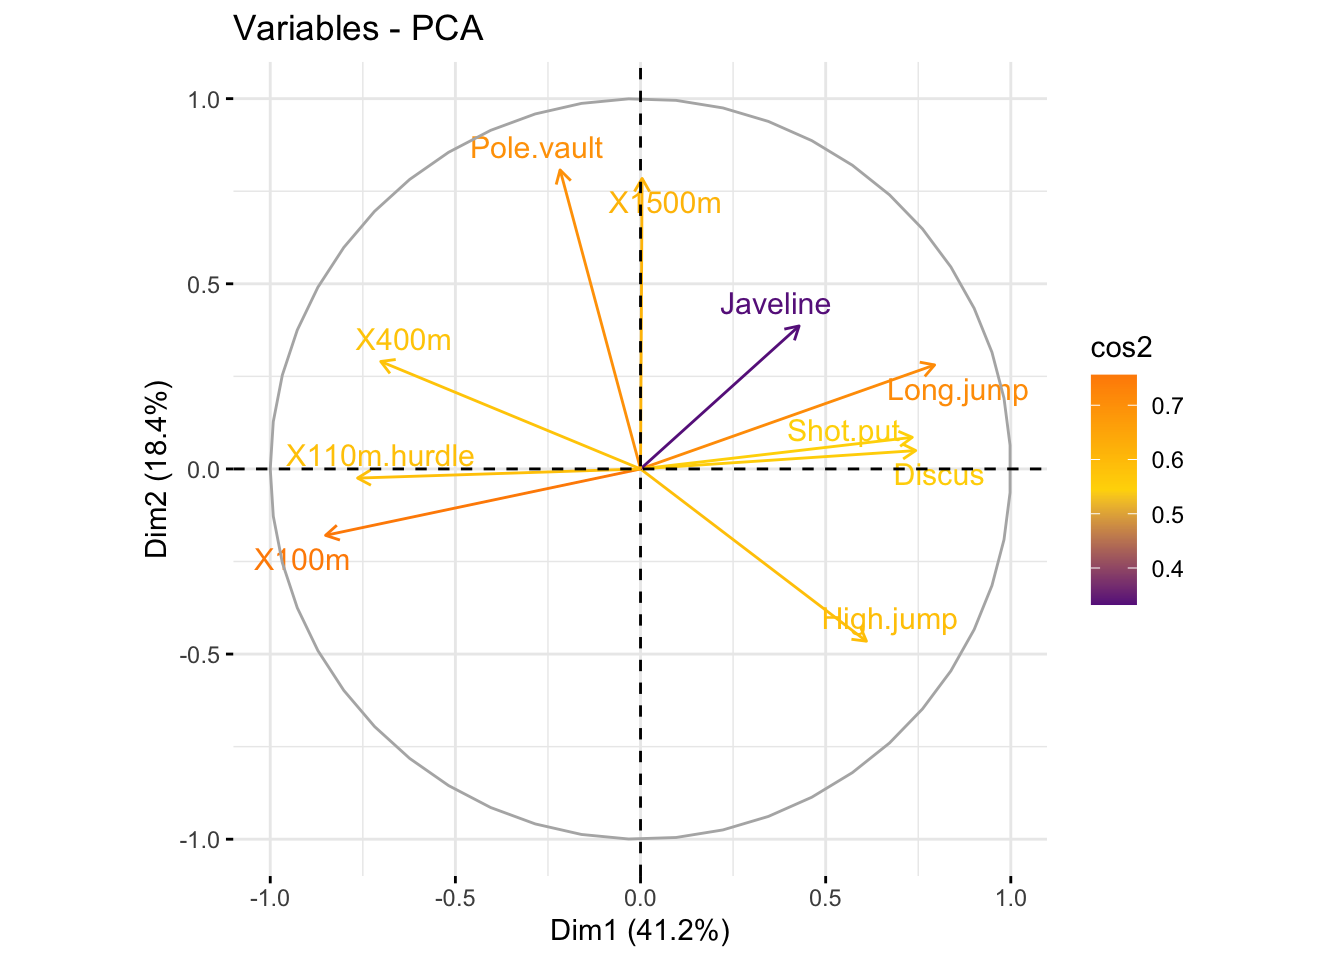 Variables - PCA
1.0
Pole.vault
X1500m
0.5
Javeline
X400m
Long.jump
Shot.put
X110m.hurdle
0.0
Discus
X100m
High.jump
-0.5
-1.0
-1.0
-0.5
0.0
0.5
1.0
Dim1 (41.2%)
Dim2 (18.4%)
cos2
0.7
0.6
0.5
0.4